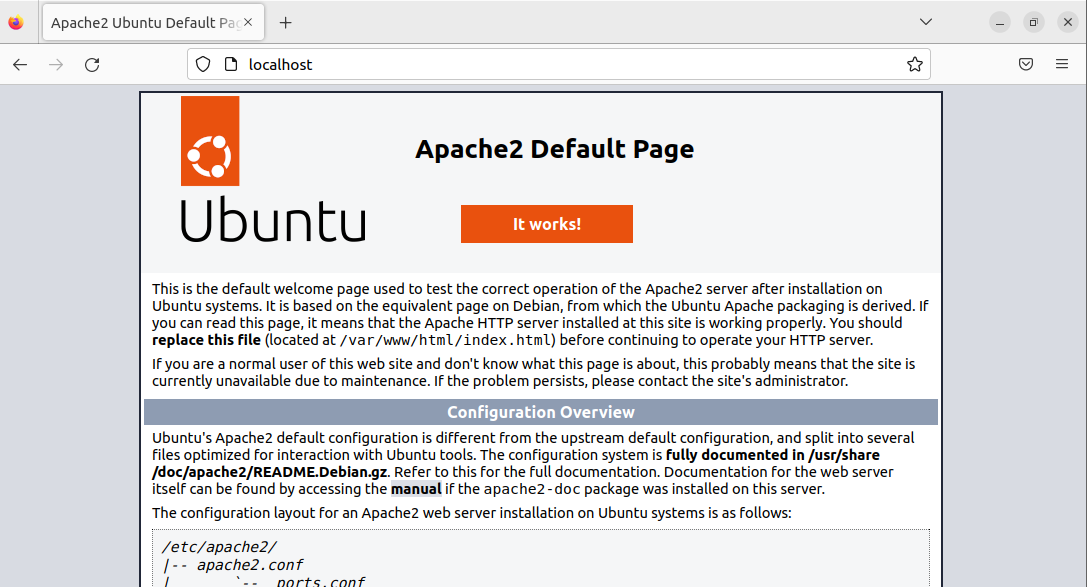 Apache2 Ubuntu Default Pag
localhost
Ubuntu
Apache2 Default Page
It works!
This is the default welcome page used to test the correct operation of the Apache2 server after installation on
Ubuntu systems. It is based on the equivalent page on Debian, from which the Ubuntu Apache packaging is derived. If
you can read this page, it means that the Apache HTTP server installed at this site is working properly. You should
replace this file (located at /var/www/html/index.html) before continuing to operate your HTTP server.
If you are a normal user of this web site and don't know what this page is about, this probably means that the site is
currently unavailable due to maintenance. If the problem persists, please contact the site's administrator.
Configuration Overview
Ubuntu's Apache2 default configuration is different from the upstream default configuration, and split into several
files optimized for interaction with Ubuntu tools. The configuration system is fully documented in /usr/share
/doc/apache2/README.Debian.gz. Refer to this for the full documentation. Documentation for the web server
itself can be found by accessing the manual if the apache2-doc package was installed on this server.
The configuration layout for an Apache2 web server installation on Ubuntu systems is as follows:
/etc/apache2/
|-- apache2.conf
|       `--  ports.conf